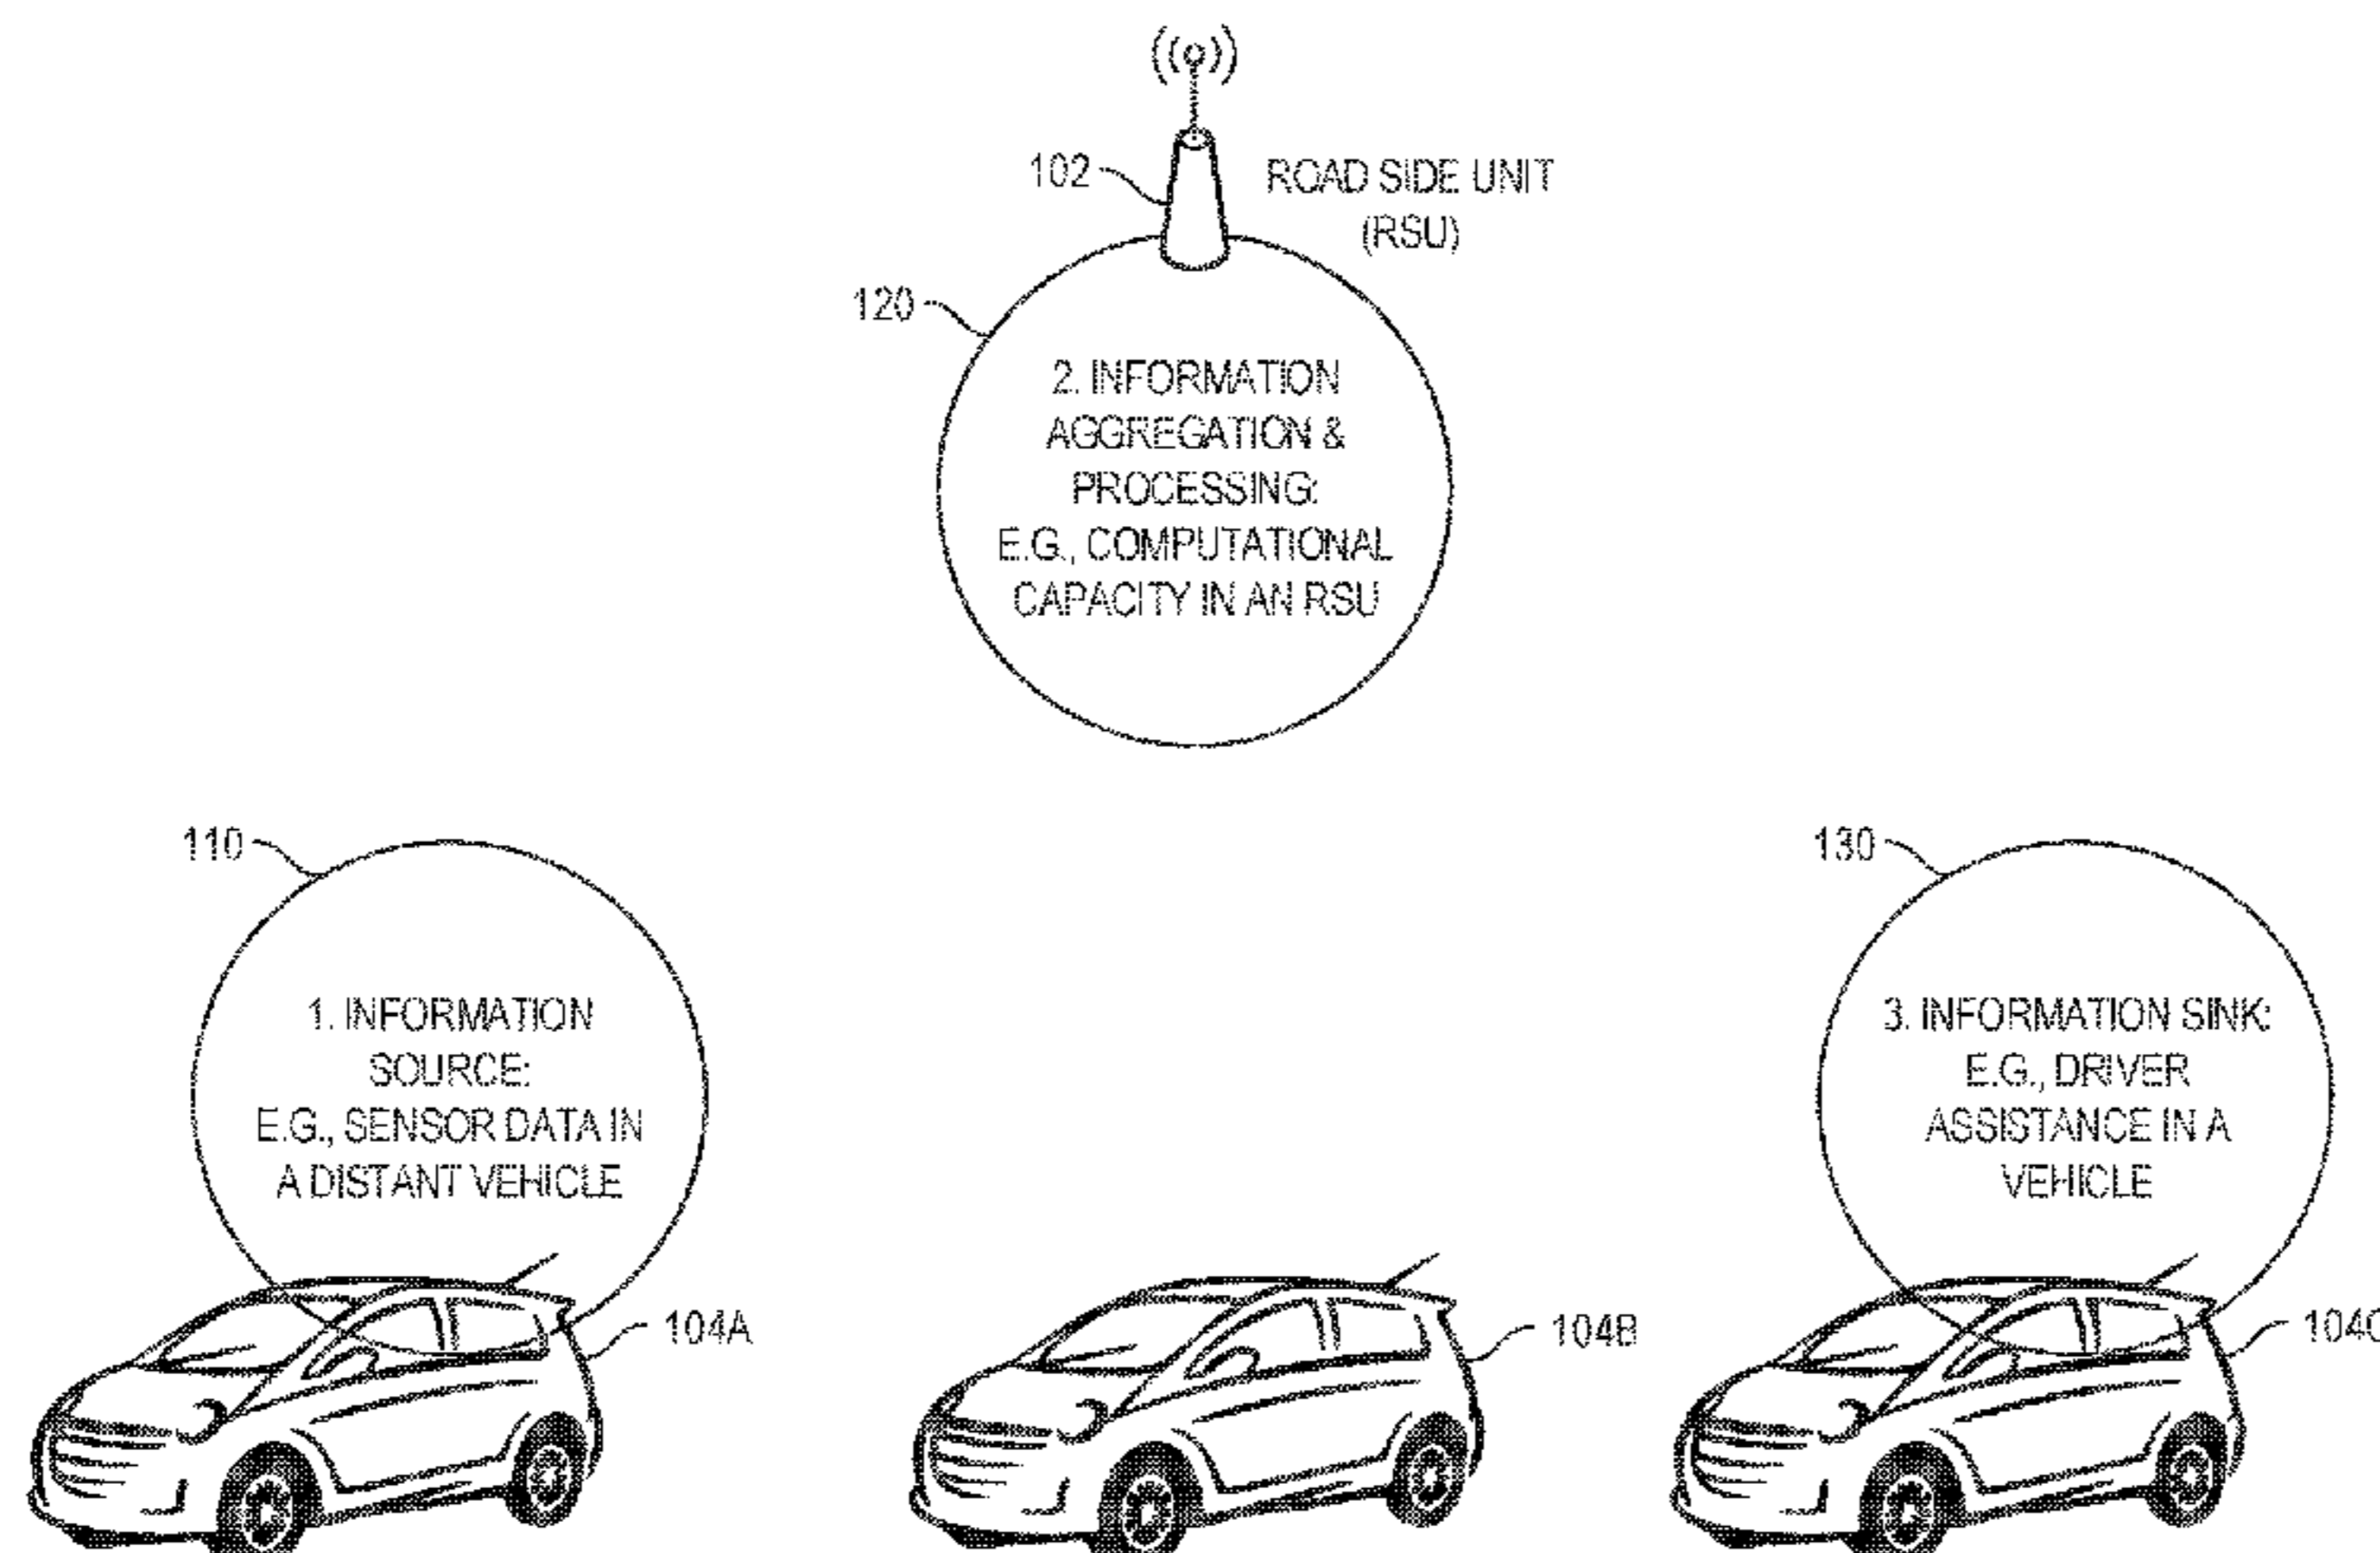 102
ROAD SIDE UNIT
(RSU)
120
2. INFORMATION
AGGREGATION &
PROCESSING:
E.G., COMPUTATIONAL
CAPACITY IN AN RSU
110
1. INFORMATION
SOURCE:
E.G., SENSOR DATA IN
A DISTANT VEHICLE
104A
104B
130
3. INFORMATION SINK:
E.G., DRIVER
ASSISTANCE IN A
VEHICLE
104C